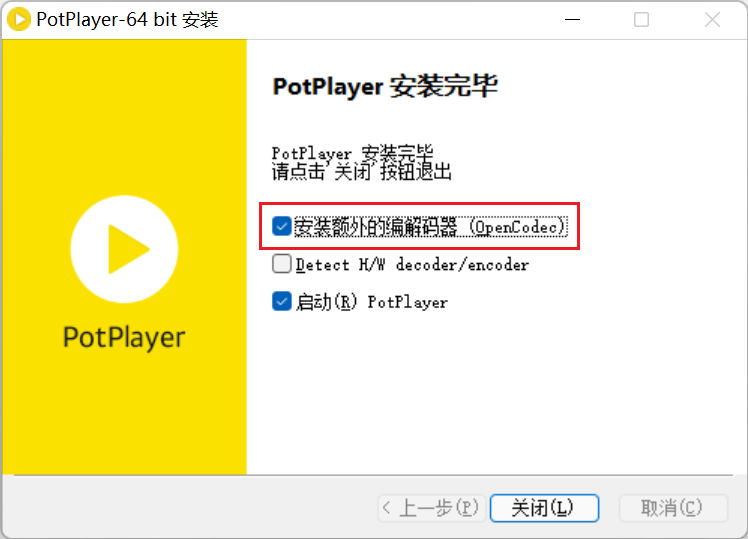 PotPlayer-64 bit 安装
PotPlayer 安装完毕
PotPlayer 安装完毕
请点击'关闭'按钮退出
安装额外的编解码器 (OpenCodec)
Detect H/W decoder/encoder
启动(R) PotPlayer
PotPlayer
< 上一步(P)
关闭(L)
取消(C)